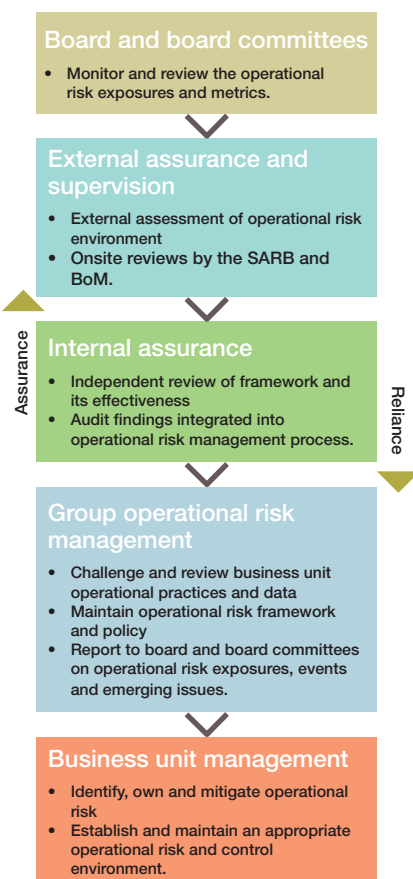 Board and board committees
• Monitor and review the operational
risk exposures and metrics.
External assurance and
supervision
• External assessment of operational risk
environment
• Onsite reviews by the SARB and
BoM.
Assurance
Internal assurance
• Independent review of framework and
its effectiveness
• Audit findings integrated into
operational risk management process.
Reliance
Group operational risk
management
• Challenge and review business unit
operational practices and data
• Maintain operational risk framework
and policy
• Report to board and board committees
on operational risk exposures, events
and emerging issues.
Business unit management
• Identify, own and mitigate operational
risk
• Establish and maintain an appropriate
operational risk and control
environment.